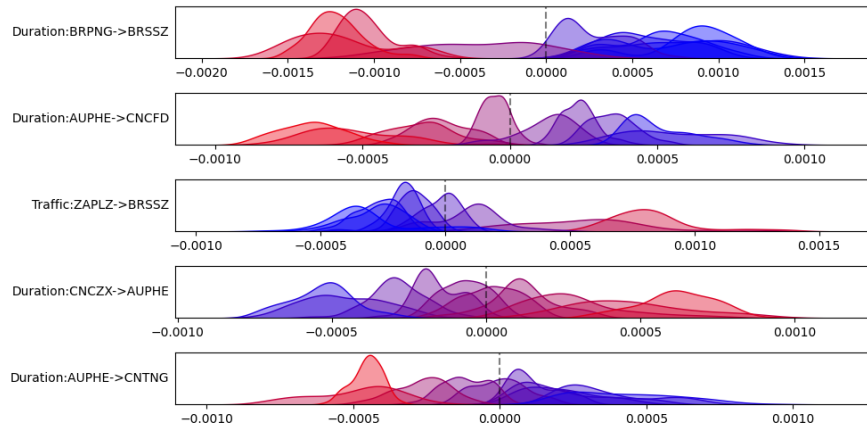 Duration:BRPNG->BRSSZ
−0.0020 −0.0015 −0.0010 −0.0005 0.0000 0.0005 0.0010 0.0015
Duration:AUPHE->CNCFD
−0.0010 −0.0005 0.0000 0.0005 0.0010
Traffic:ZAPLZ->BRSSZ
−0.0010 −0.0005 0.0000 0.0005 0.0010 0.0015
Duration:CNCZX->AUPHE
−0.0010 −0.0005 0.0000 0.0005 0.0010
Duration:AUPHE->CNTNG
−0.0010 −0.0005 0.0000 0.0005 0.0010